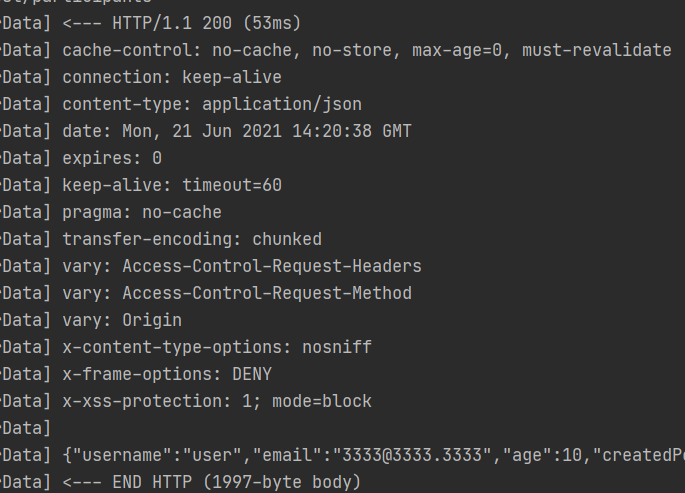 Data] <--- HTTP/1.1 200 (53ms)
Data] cache-control: no-cache, no-store, max-age=0, must-revalidate
Data] connection: keep-alive
Data] content-type: application/json
Data] date: Mon, 21 Jun 2021 14:20:38 GMT
Data] expires: 0
Data] keep-alive: timeout=60
Data] pragma: no-cache
Data] transfer-encoding: chunked
Data] vary: Access-Control-Request-Headers
Data] vary: Access-Control-Request-Method
Data] vary: Origin
Data] x-content-type-options: nosniff
Data] x-frame-options: DENY
Data] x-xss-protection: 1; mode=block
Data]
Data] {"username":"user","email":"3333@3333.3333","age":10,"createdP
Data] <--- END HTTP (1997-byte body)